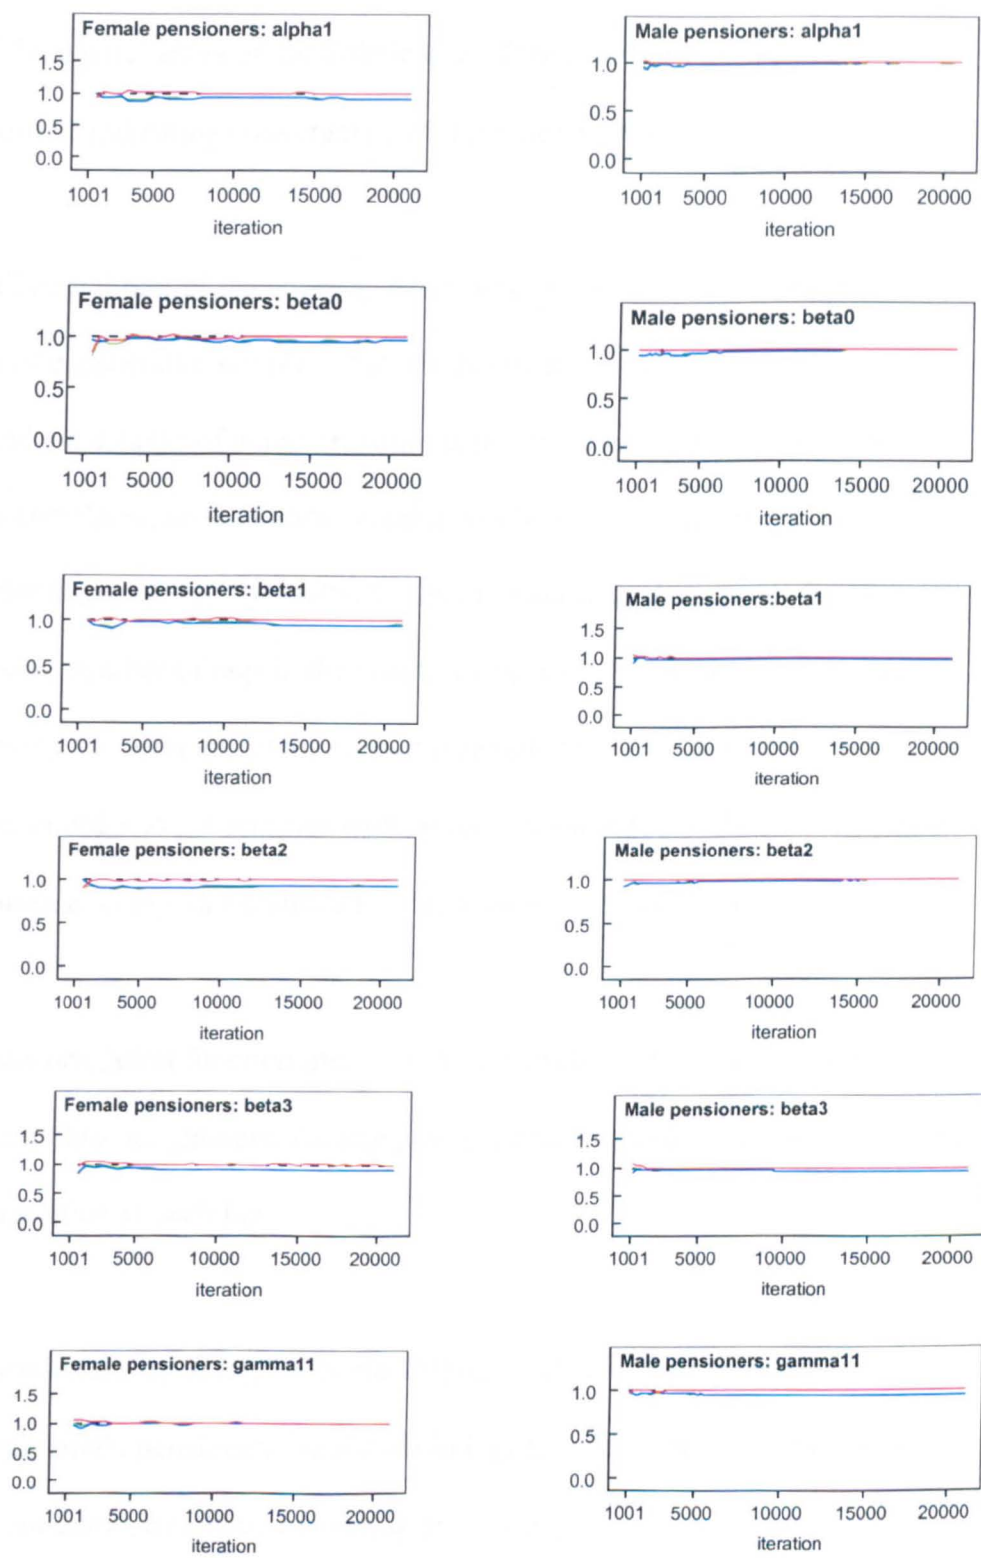 Female pensioners: alpha1
1.5
1.0
0.5
0.0
1001 5000 10000 15000 20000
iteration
Male pensioners: alpha1
1.0
0.5
0.0
1001 5000 10000 15000 20000
iteration
Female pensioners: beta0
1.0
0.5
0.0
1001 5000 10000 15000 20000
iteration
Male pensioners: beta0
1.0
0.5
0.0
1001 5000 10000 15000 20000
iteration
Female pensioners: beta1
1.0
0.5
0.0
1001 5000 10000 15000 20000
iteration
Male pensioners:beta1
1.5
1.0
0.5
0.0
1001 5000 10000 15000 20000
iteration
Female pensioners: beta2
1.0
0.5
0.0
1001 5000 10000 15000 20000
iteration
Male pensioners: beta2
1.0
0.5
0.0
1001 5000 10000 15000 20000
iteration
Female pensioners: beta3
1.5
1.0
0.5
0.0
1001 5000 10000 15000 20000
iteration
Male pensioners: beta3
1.5
1.0
0.5
0.0
1001 5000 10000 15000 20000
iteration
Female pensioners: gamma11
1.5
1.0
0.5
0.0
1001 5000 10000 15000 20000
iteration
Male pensioners: gamma11
1.0
0.5
0.0
1001 5000 10000 15000 20000
iteration